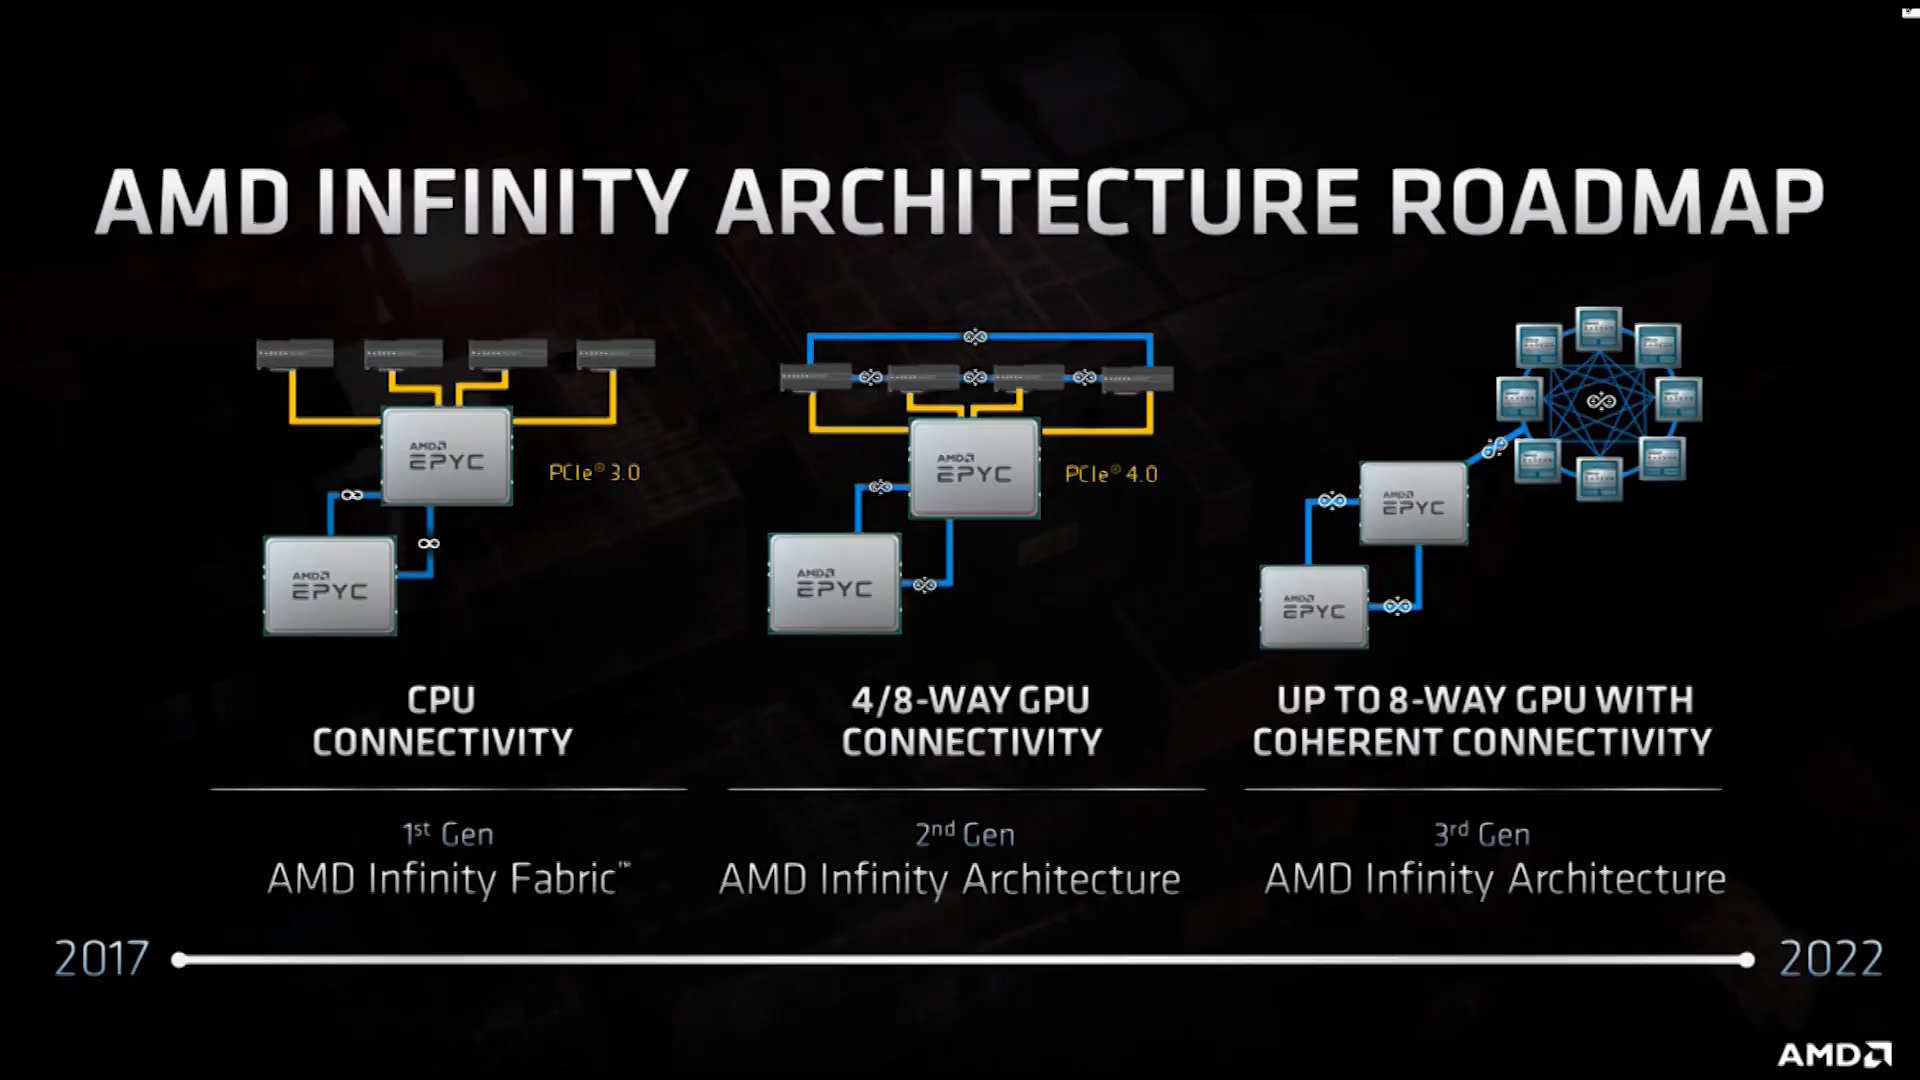 AMD INFINITY ARCHITECTURE ROADMAP
AMD
EPYC
PCIe® 3.0
AMD
EPYC
CPU
CONNECTIVITY
1st Gen
AMD Infinity Fabric™
AMD
EPYC
PCIe® 4.0
AMD
EPYC
4/8-WAY GPU
CONNECTIVITY
2nd Gen
AMD Infinity Architecture
AMD
EPYC
AMD
EPYC
UP TO 8-WAY GPU WITH
COHERENT CONNECTIVITY
3rd Gen
AMD Infinity Architecture
2017
2022
AMD